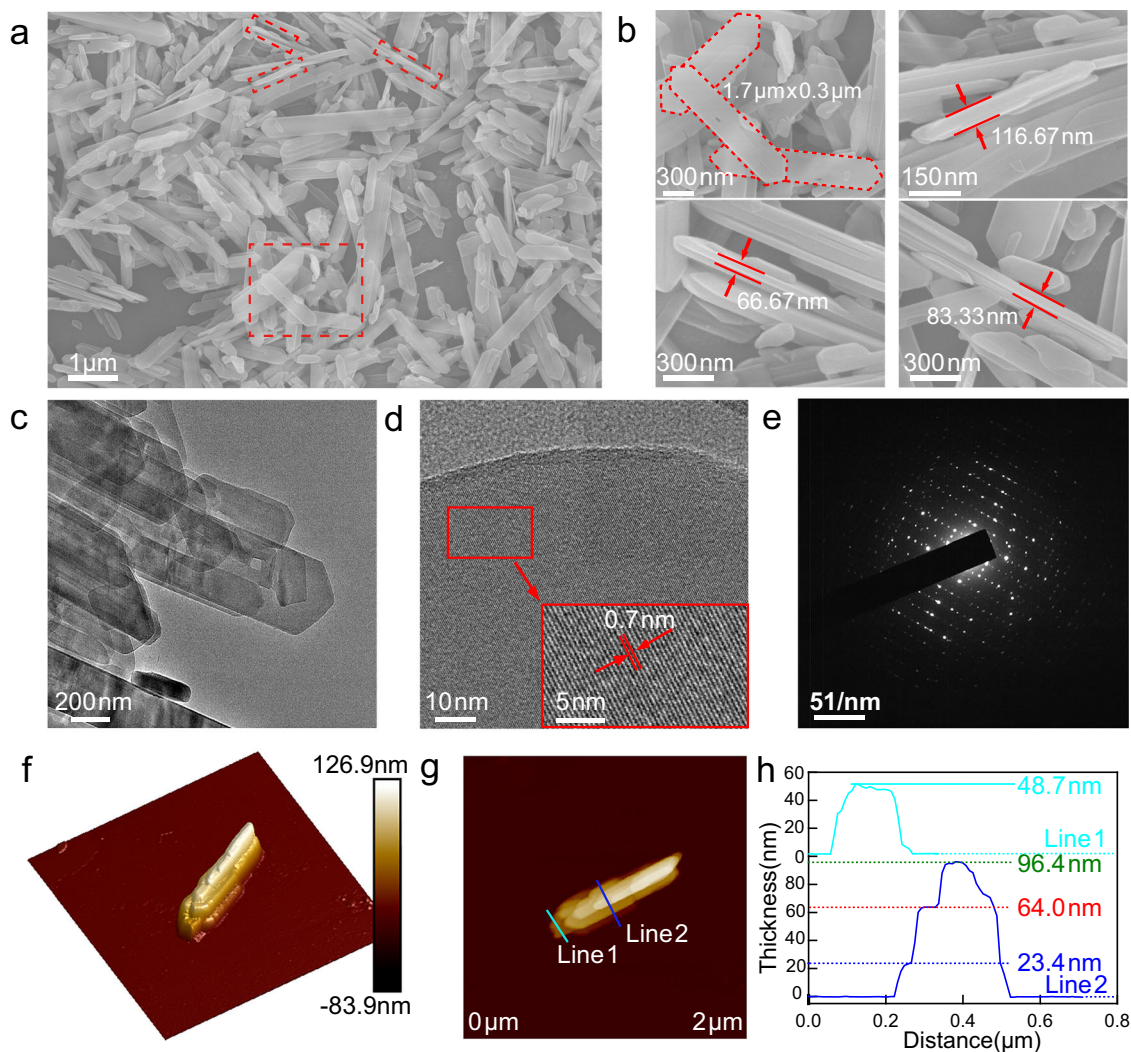 a
1μm
b
1.7μmx0.3μm
300nm
116.67nm
150nm
66.67nm
300nm
83.33nm
300nm
c
200nm
d
0.7nm
10nm
5nm
e
51/nm
f
126.9nm
-83.9nm
g
Line1
Line2
0μm
2μm
h
Thickness(nm)
60
40
20
0
80
60
40
20
0
48.7nm
Line1
96.4nm
64.0nm
23.4nm
Line2
0.0
0.2
0.4
0.6
0.8
Distance(μm)